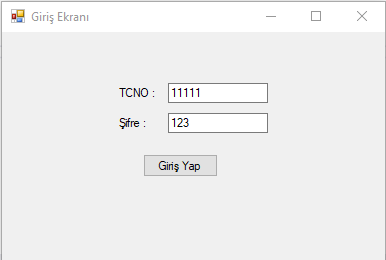 Giriş Ekranı
TCNO : 11111
Şifre : 123
Giriş Yap